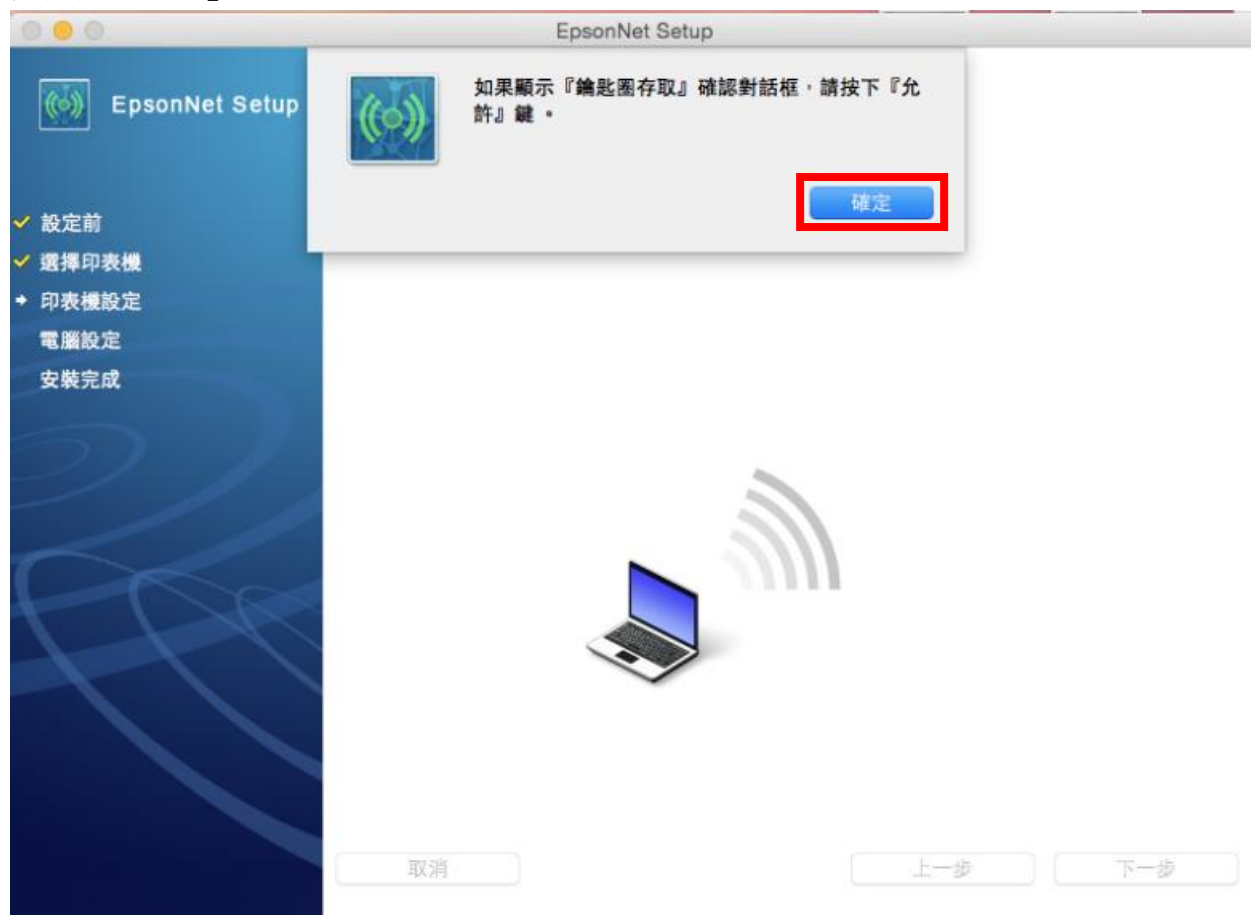 EpsonNet Setup
EpsonNet Setup
如果顯示『鑰匙圈存取』確認對話框，請按下『允
許』鍵。
確定
設定前
選擇印表機
印表機設定
電腦設定
安裝完成
取消
上一步
下一步